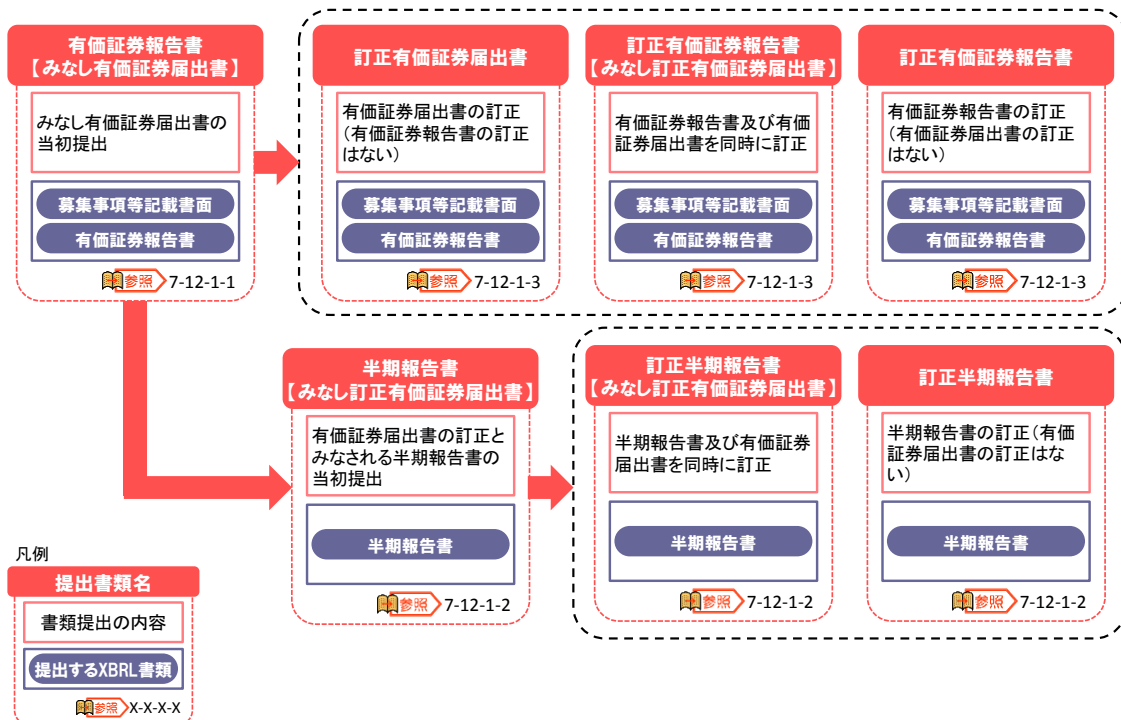 有価証券報告書
【みなし有価証券届出書】
みなし有価証券届出書の
当初提出
募集事項等記載書面
有価証券報告書
参照 7-12-1-1
訂正有価証券届出書
有価証券届出書の訂正
（有価証券報告書の訂正
はない）
募集事項等記載書面
有価証券報告書
参照 7-12-1-3
訂正有価証券報告書
【みなし訂正有価証券届出書】
有価証券報告書及び有価
証券届出書を同時に訂正
募集事項等記載書面
有価証券報告書
参照 7-12-1-3
訂正有価証券報告書
有価証券報告書の訂正
（有価証券届出書の訂正
はない）
募集事項等記載書面
有価証券報告書
参照 7-12-1-3
半期報告書
【みなし訂正有価証券届出書】
有価証券届出書の訂正と
みなされる半期報告書の
当初提出
半期報告書
参照 7-12-1-2
訂正半期報告書
【みなし訂正有価証券届出書】
半期報告書及び有価証券
届出書を同時に訂正
半期報告書
参照 7-12-1-2
訂正半期報告書
半期報告書の訂正（有価
証券届出書の訂正はな
い）
半期報告書
参照 7-12-1-2
凡例
提出書類名
書類提出の内容
提出するXBRL書類
参照 X-X-X-X